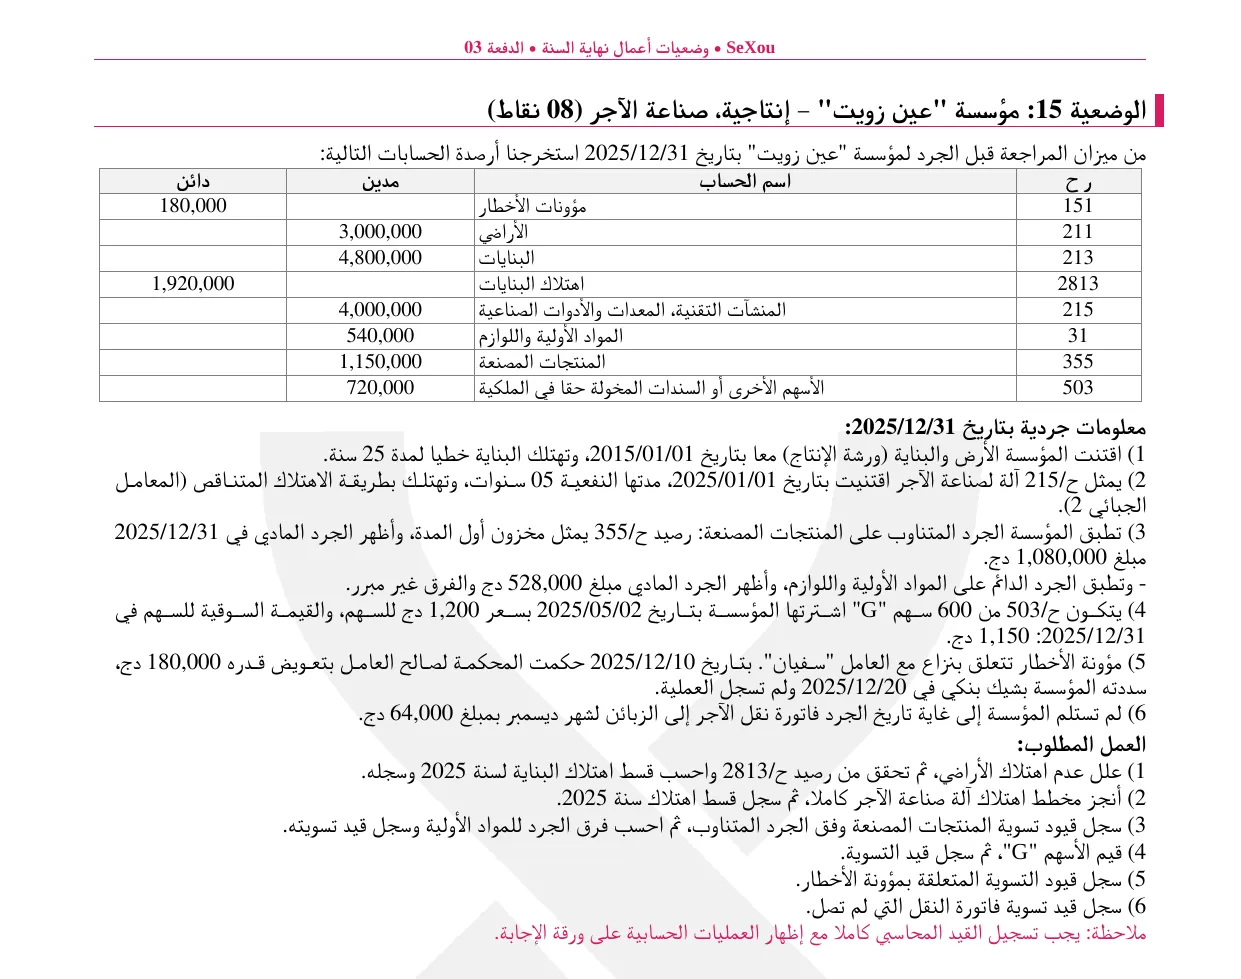 SeXou • وضعيات أعمال نهاية السنة • الدفعة 03
الوضعية 15: مؤسسة "عين زويت" – إنتاجية، صناعة الآجر (08 نقاط)
من ميزان المراجعة قبل الجرد لمؤسسة "عين زويت" بتاريخ 2025/12/31 استخرجنا أرصدة الحسابات التالية:
ر ح اسم الحساب مدين دائن
151 مؤونات الأخطار 180,000
211 الأراضي 3,000,000
213 البنايات 4,800,000
2813 اهتلاك البنايات 1,920,000
215 المنشآت التقنية، المعدات والأدوات الصناعية 4,000,000
31 المواد الأولية واللوازم 540,000
355 المنتجات المصنعة 1,150,000
503 الأسهم الأخرى أو السندات المخولة حقا في الملكية 720,000
معلومات جردية بتاريخ 2025/12/31:
1) اقتنت المؤسسة الأرض والبناية (ورشة الإنتاج) معا بتاريخ 2015/01/01، وتهتلك البناية خطيا لمدة 25 سنة.
2) يمثل ح/215 آلة لصناعة الآجر اقتنيت بتاريخ 2025/01/01، مدتها النفعية 05 سنوات، وتهتلك بطريقة الاهتلاك المتناقص (المعامل
الجبائي 2).
3) تطبق المؤسسة الجرد المتناوب على المنتجات المصنعة: رصيد ح/355 يمثل مخزون أول المدة، وأظهر الجرد المادي في 2025/12/31
مبلغ 1,080,000 دج.
- وتطبق الجرد الدائم على المواد الأولية واللوازم، وأظهر الجرد المادي مبلغ 528,000 دج والفرق غير مبرر.
4) يتكون ح/503 من 600 سهم "G" اشترتها المؤسسة بتاريخ 2025/05/02 بسعر 1,200 دج للسهم، والقيمة السوقية للسهم في
2025/12/31: 1,150 دج.
5) مؤونة الأخطار تتعلق بنزاع مع العامل "سفيان". بتاريخ 2025/12/10 حكمت المحكمة لصالح العامل بتعويض قدره 180,000 دج،
سددته المؤسسة بشيك بنكي في 2025/12/20 ولم تسجل العملية.
6) لم تستلم المؤسسة إلى غاية تاريخ الجرد فاتورة نقل الآجر إلى الزبائن لشهر ديسمبر بمبلغ 64,000 دج.
العمل المطلوب:
1) علل عدم اهتلاك الأراضي، ثم تحقق من رصيد ح/2813 واحسب قسط اهتلاك البناية لسنة 2025 وسجله.
2) أنجز مخطط اهتلاك آلة صناعة الآجر كاملا، ثم سجل قسط اهتلاك سنة 2025.
3) سجل قيود تسوية المنتجات المصنعة وفق الجرد المتناوب، ثم احسب فرق الجرد للمواد الأولية وسجل قيد تسويته.
4) قيم الأسهم "G"، ثم سجل قيد التسوية.
5) سجل قيود التسوية المتعلقة بمؤونة الأخطار.
6) سجل قيد تسوية فاتورة النقل التي لم تصل.
ملاحظة: يجب تسجيل القيد المحاسبي كاملا مع إظهار العمليات الحسابية على ورقة الإجابة.